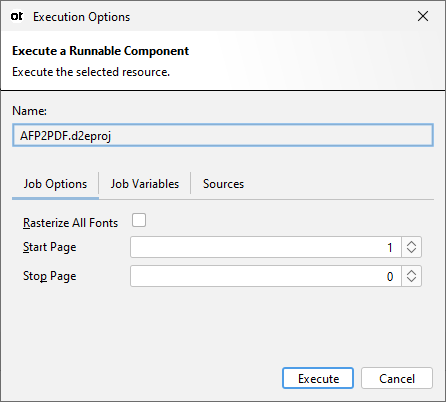 ot Execution Options
Execute a Runnable Component
Execute the selected resource.
Name:
AFP2PDF.d2eproj
Job Options Job Variables Sources
Rasterize All Fonts
Start Page 1
Stop Page 0
Execute Cancel